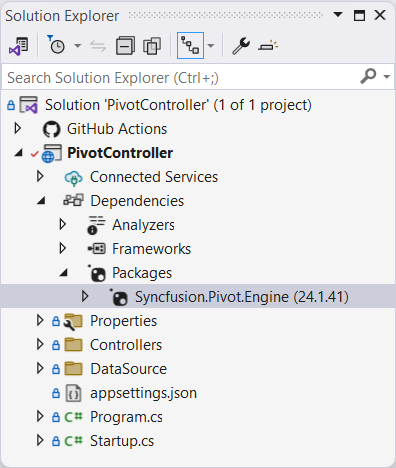 Solution Explorer
Search Solution Explorer (Ctrl+;)
Solution 'PivotController' (1 of 1 project)
GitHub Actions
PivotController
Connected Services
Dependencies
Analyzers
Frameworks
Packages
Syncfusion.Pivot.Engine (24.1.41)
Properties
Controllers
DataSource
appsettings.json
C# Program.cs
C# Startup.cs